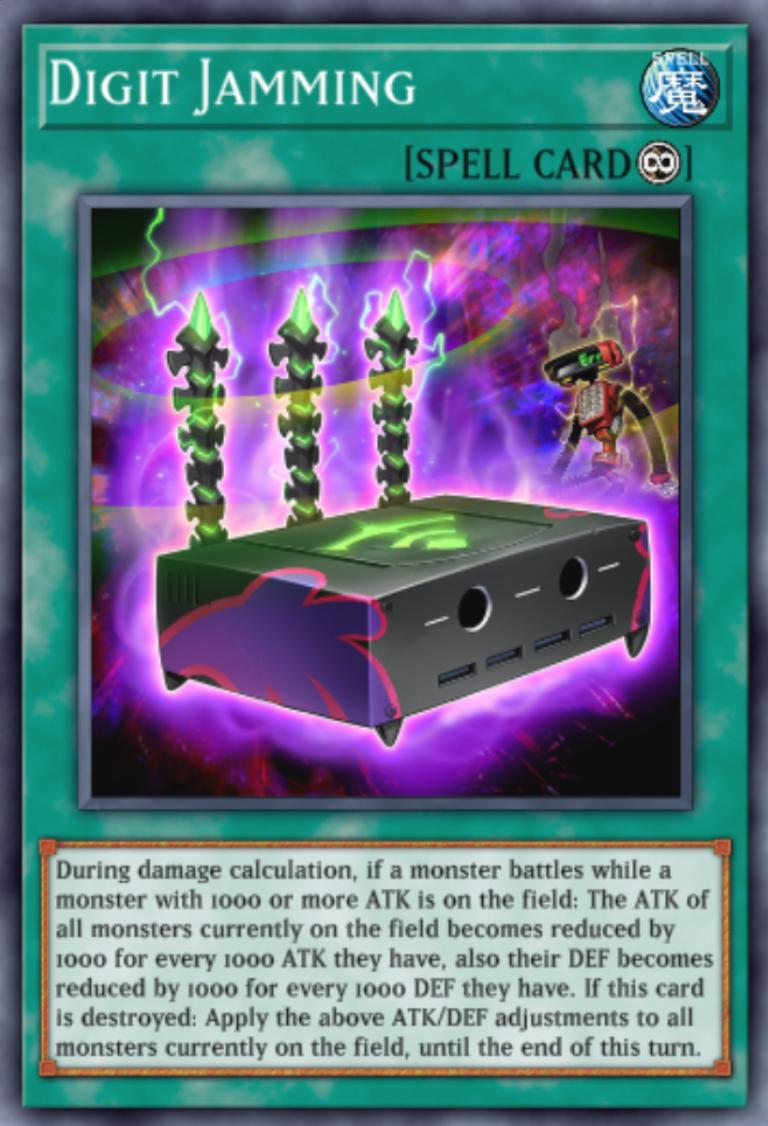 DIGIT JAMMING
SPELL
魔
[SPELL CARD]
Err
During damage calculation, if a monster battles while a
monster with 1000 or more ATK is on the field: The ATK of
all monsters currently on the field becomes reduced by
1000 for every 1000 ATK they have, also their DEF becomes
reduced by 1000 for every 1000 DEF they have. If this card
is destroyed: Apply the above ATK/DEF adjustments to all
monsters currently on the field, until the end of this turn.